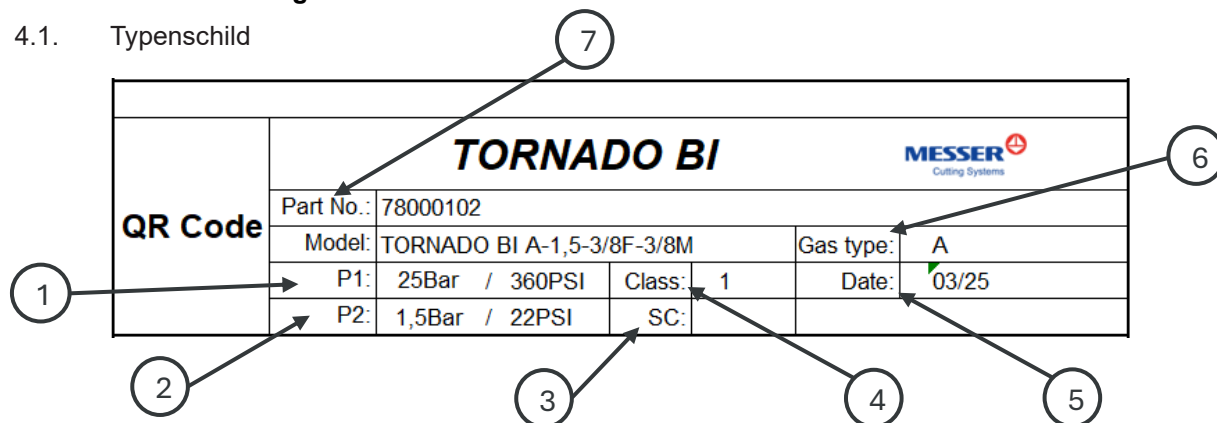 4.1. Typenschild
7
TORNADO BI
MESSER
Cutting Systems
6
QR Code
Part No.: 78000102
Model: TORNADO BI A-1,5-3/8F-3/8M Gas type: A
1
P1: 25Bar / 360PSI Class: 1 Date: 03/25
P2: 1,5Bar / 22PSI SC:
2
3
4
5